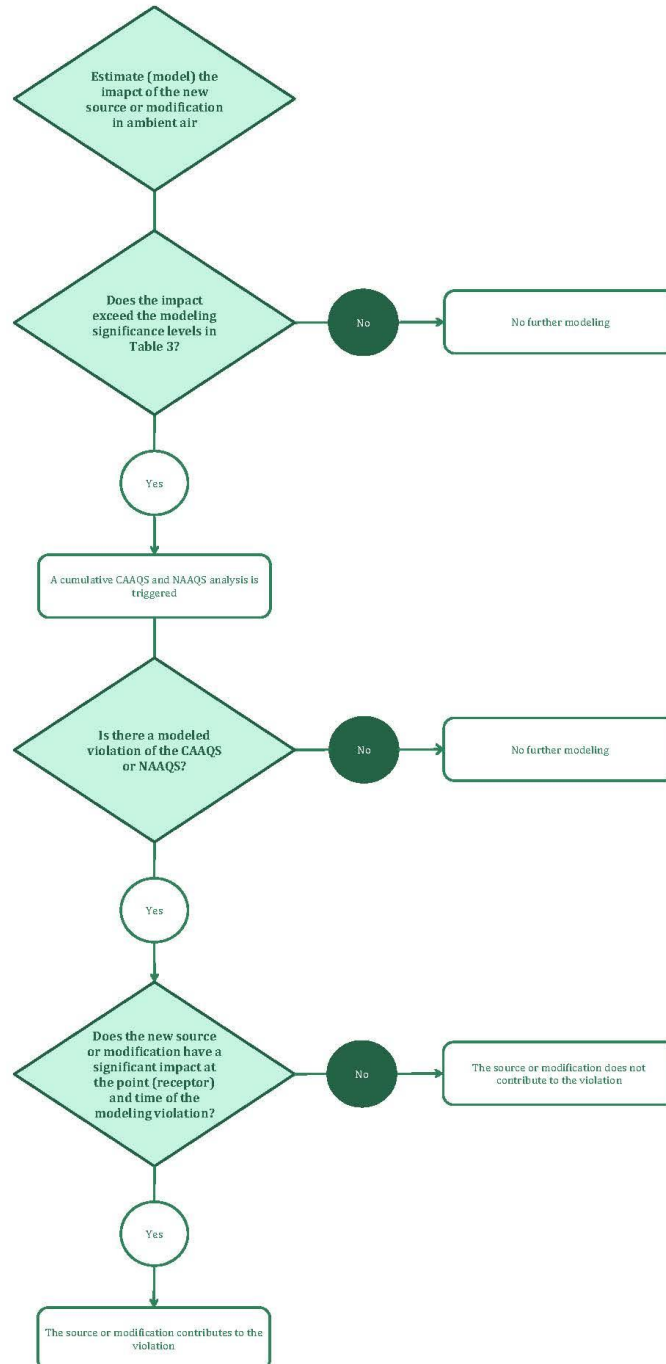 Estimate (model) the
imapct of the new
source or modification
in ambient air
Does the impact
exceed the modeling
significance levels in
Table 3?
No
No further modeling
Yes
A cumulative CAAQS and NAAQS analysis is
triggered
Is there a modeled
violation of the CAAQS
or NAAQS?
No
No further modeling
Yes
Does the new source
or modification have a
significant impact at
the point (receptor)
and time of the
modeling violation?
No
The source or modification does not
contribute to the violation
Yes
The source or modification contributes to the
violation